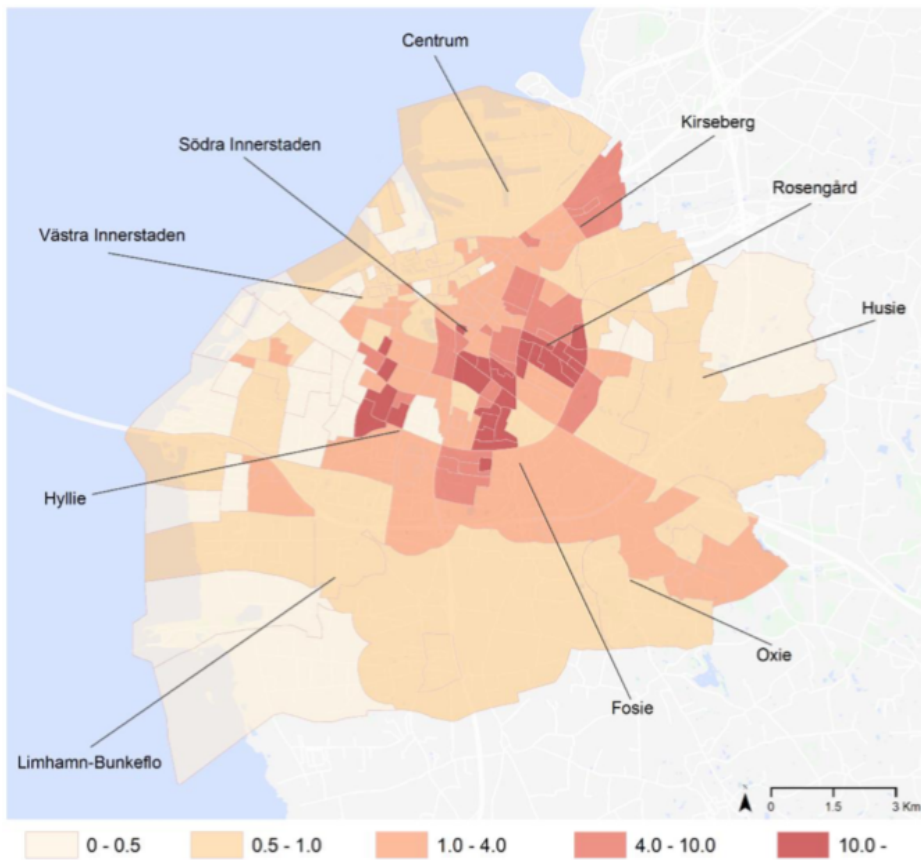 Centrum
Kirseberg
Södra Innerstaden
Rosengård
Västra Innerstaden
Husie
Hyllie
Oxie
Fosie
Limhamn-Bunkeflo
0 1.5 3 Km
0 - 0.5 0.5 - 1.0 1.0 - 4.0 4.0 - 10.0 10.0 -